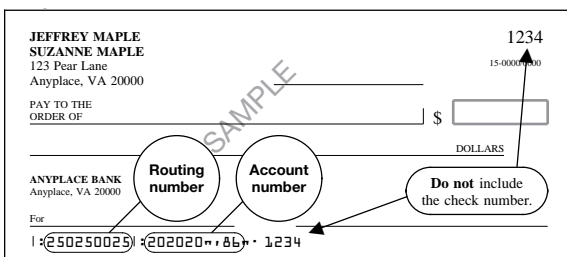 JEFFREY MAPLE
SUZANNE MAPLE
123 Pear Lane
Anyplace, VA 20000
1234
15-0000/0000
PAY TO THE
ORDER OF
$
SAMPLE
DOLLARS
ANYPLACE BANK
Anyplace, VA 20000
Routing
number
Account
number
Do not include
the check number.
For
|:250250025|:202020"'86"' 1234